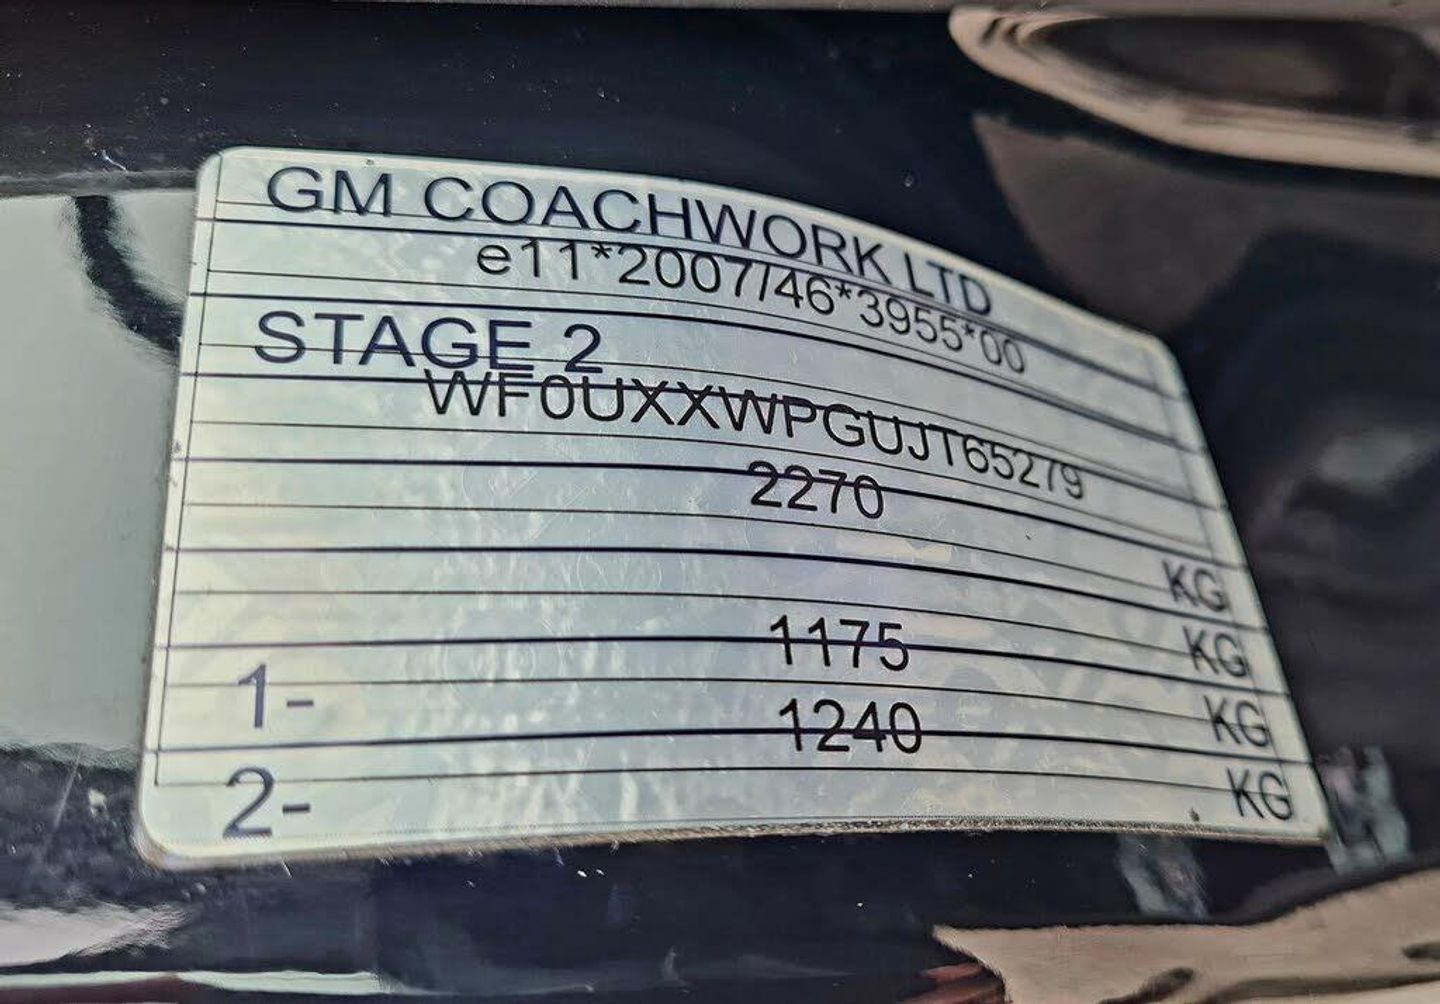 GM COACHWORK LTD
e11*2007/46*3955*00
STAGE 2
WF0UXXWPGUJT65279
2270 KG
KG
1- 1175 KG
2- 1240 KG